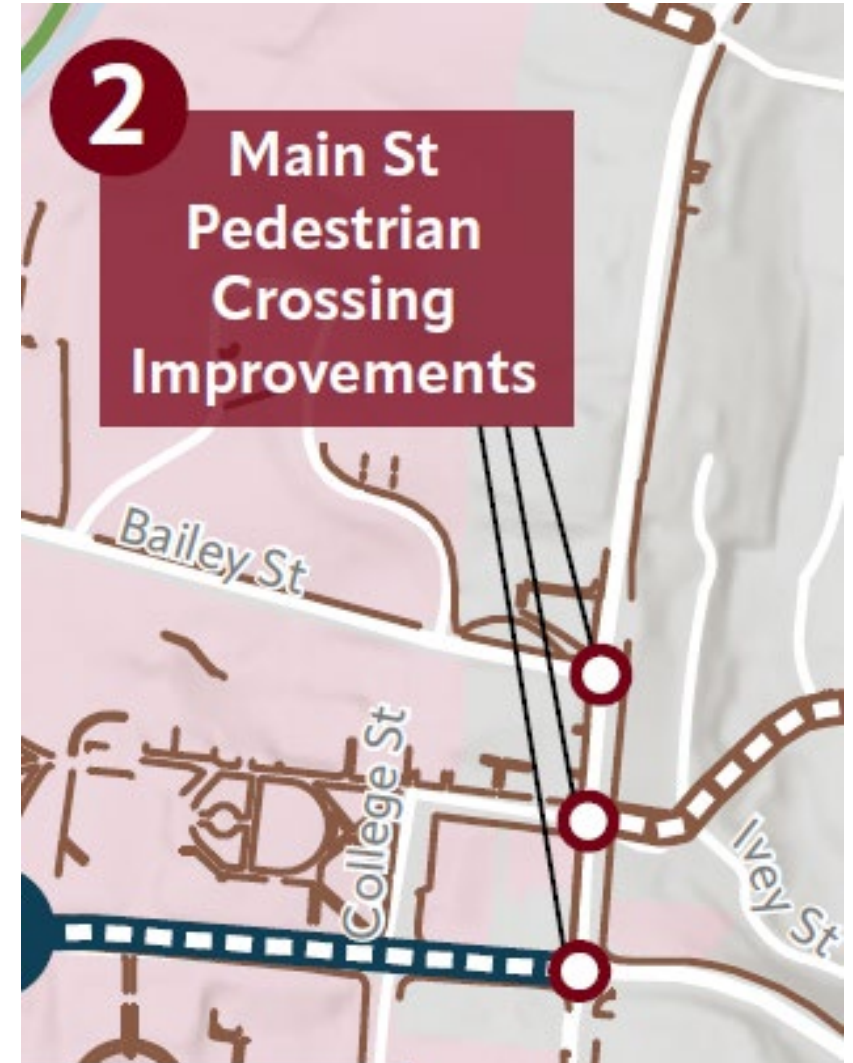 2
Main St
Pedestrian
Crossing
Improvements
Bailey St
College St
Ivey St